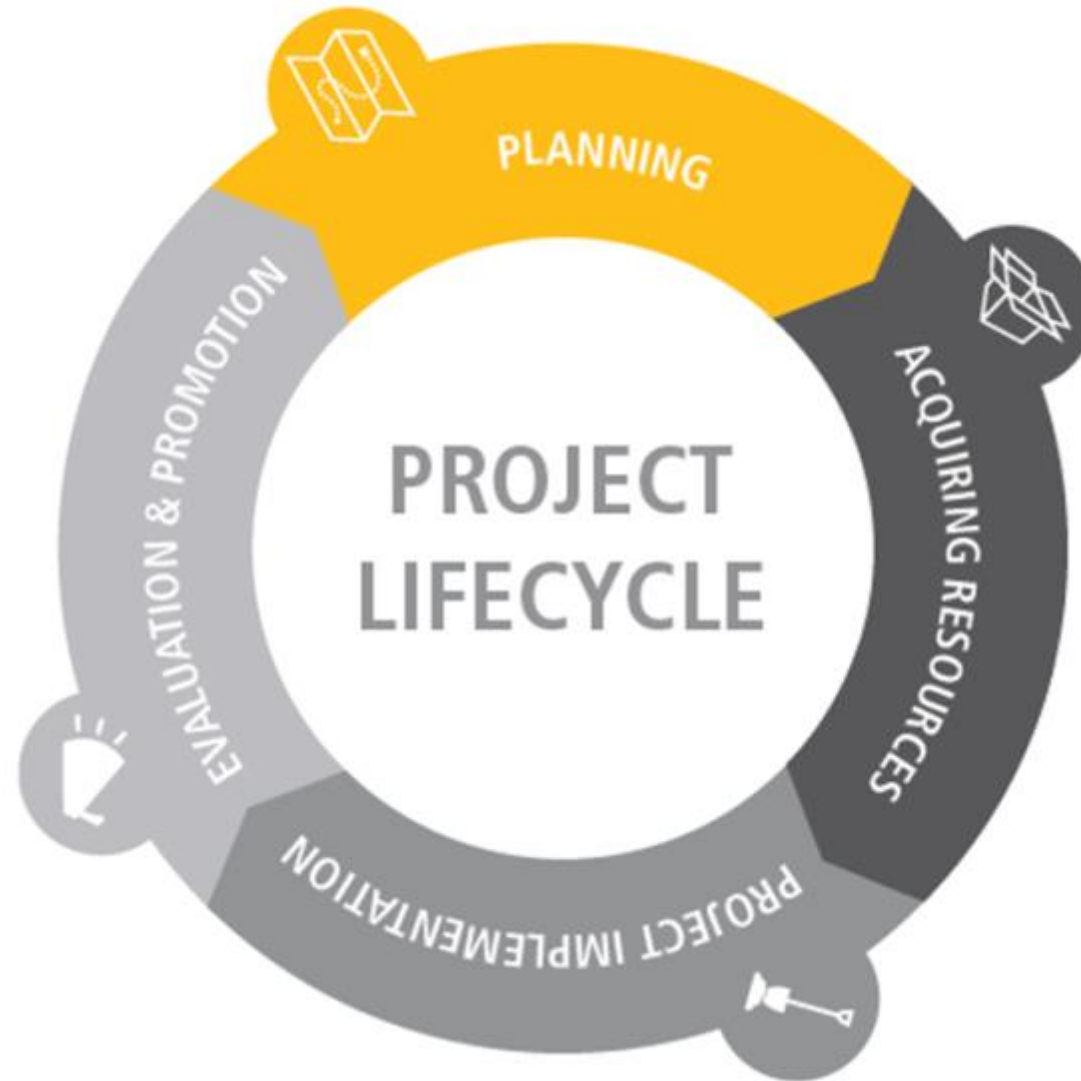 PLANNING
ACQUIRING RESOURCES
PROJECT IMPLEMENTATION
EVALUATION & PROMOTION
PROJECT
LIFECYCLE